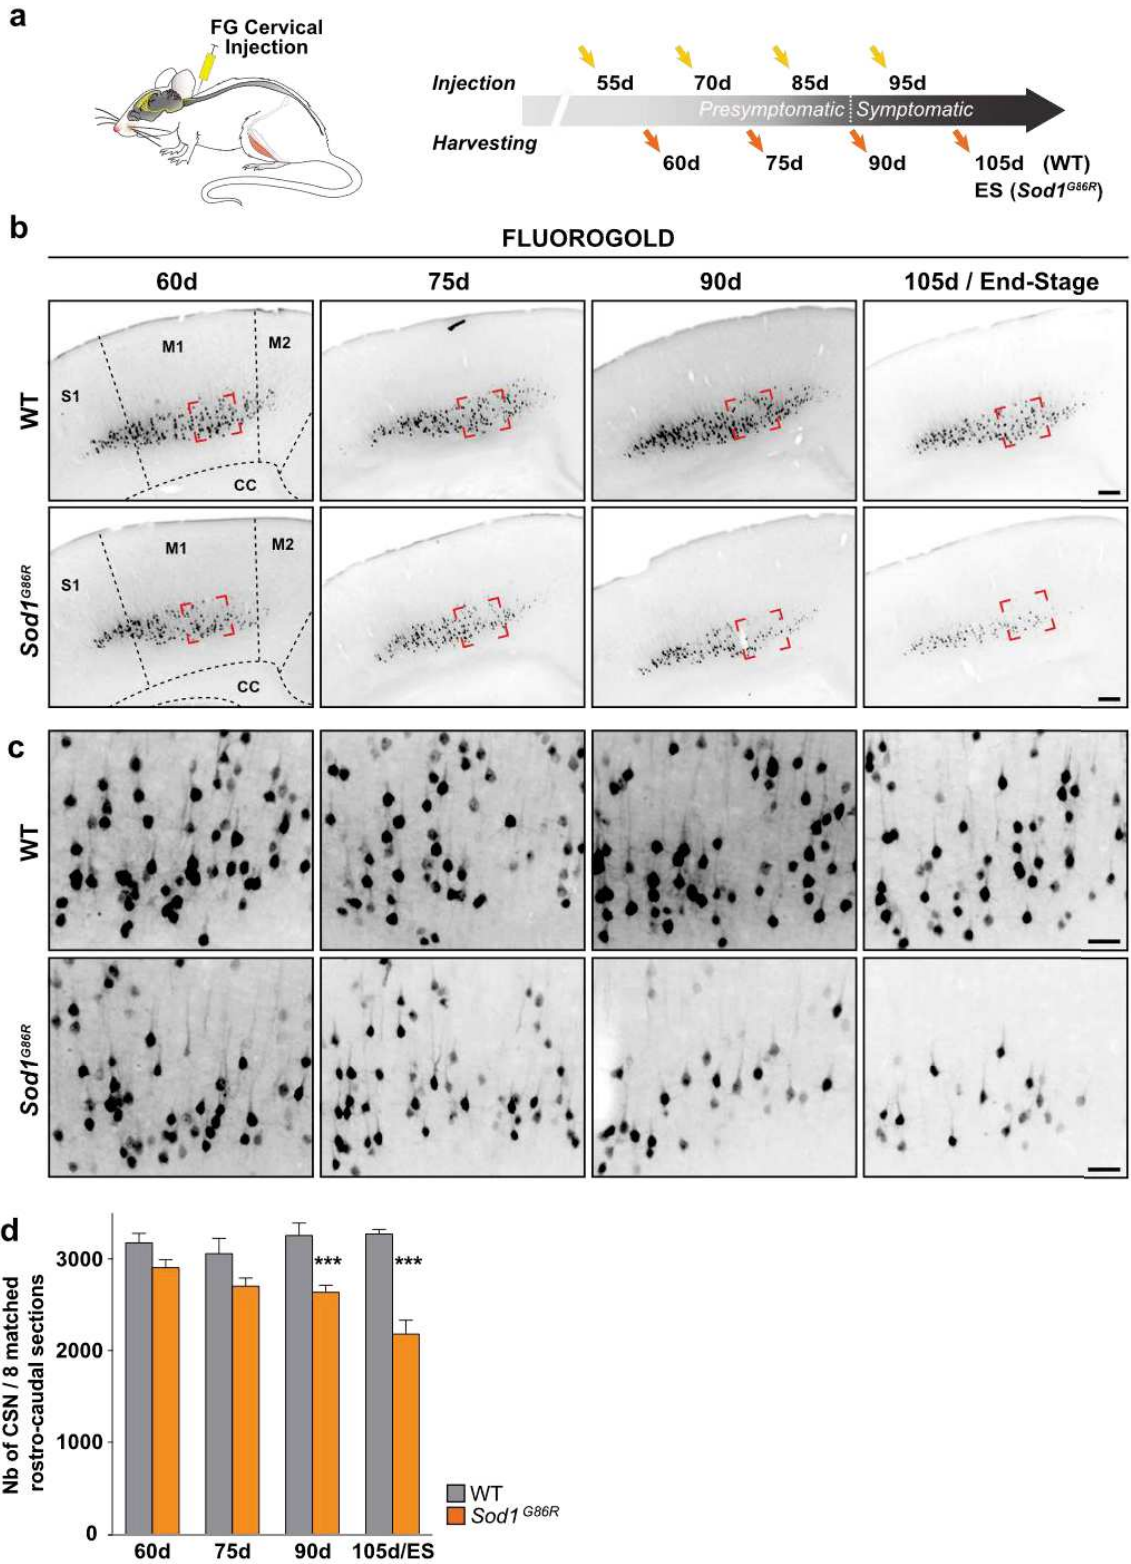 a
FG Cervical
Injection
Injection
55d 70d 85d 95d
Presymptomatic Symptomatic
Harvesting
60d 75d 90d 105d (WT)
ES (Sod1G86R)
b
FLUOROGOLD
60d 75d 90d 105d / End-Stage
WT
M1 M2
S1
CC
Sod1G86R
M1 M2
S1
CC
c
WT
Sod1G86R
d
Nb of CSN / 8 matched
rostro-caudal sections
3000
2000
1000
0
*** ***
60d 75d 90d 105d/ES
WT
Sod1 G86R